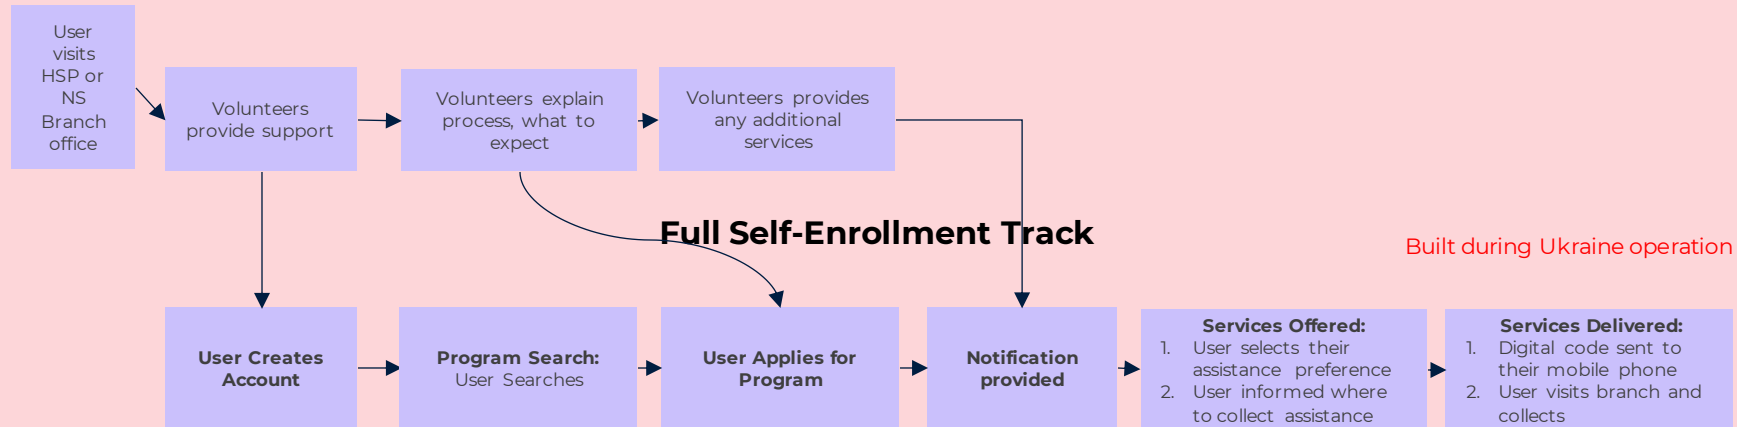 User
visits
HSP or
NS
Branch
office
Volunteers
provide support
Volunteers explain
process, what to
expect
Volunteers provides
any additional
services
Full Self-Enrollment Track
Built during Ukraine operation
User Creates
Account
Program Search:
User Searches
User Applies for
Program
Notification
provided
Services Offered:
1. User selects their
assistance preference
2. User informed where
to collect assistance
Services Delivered:
1. Digital code sent to
their mobile phone
2. User visits branch and
collects